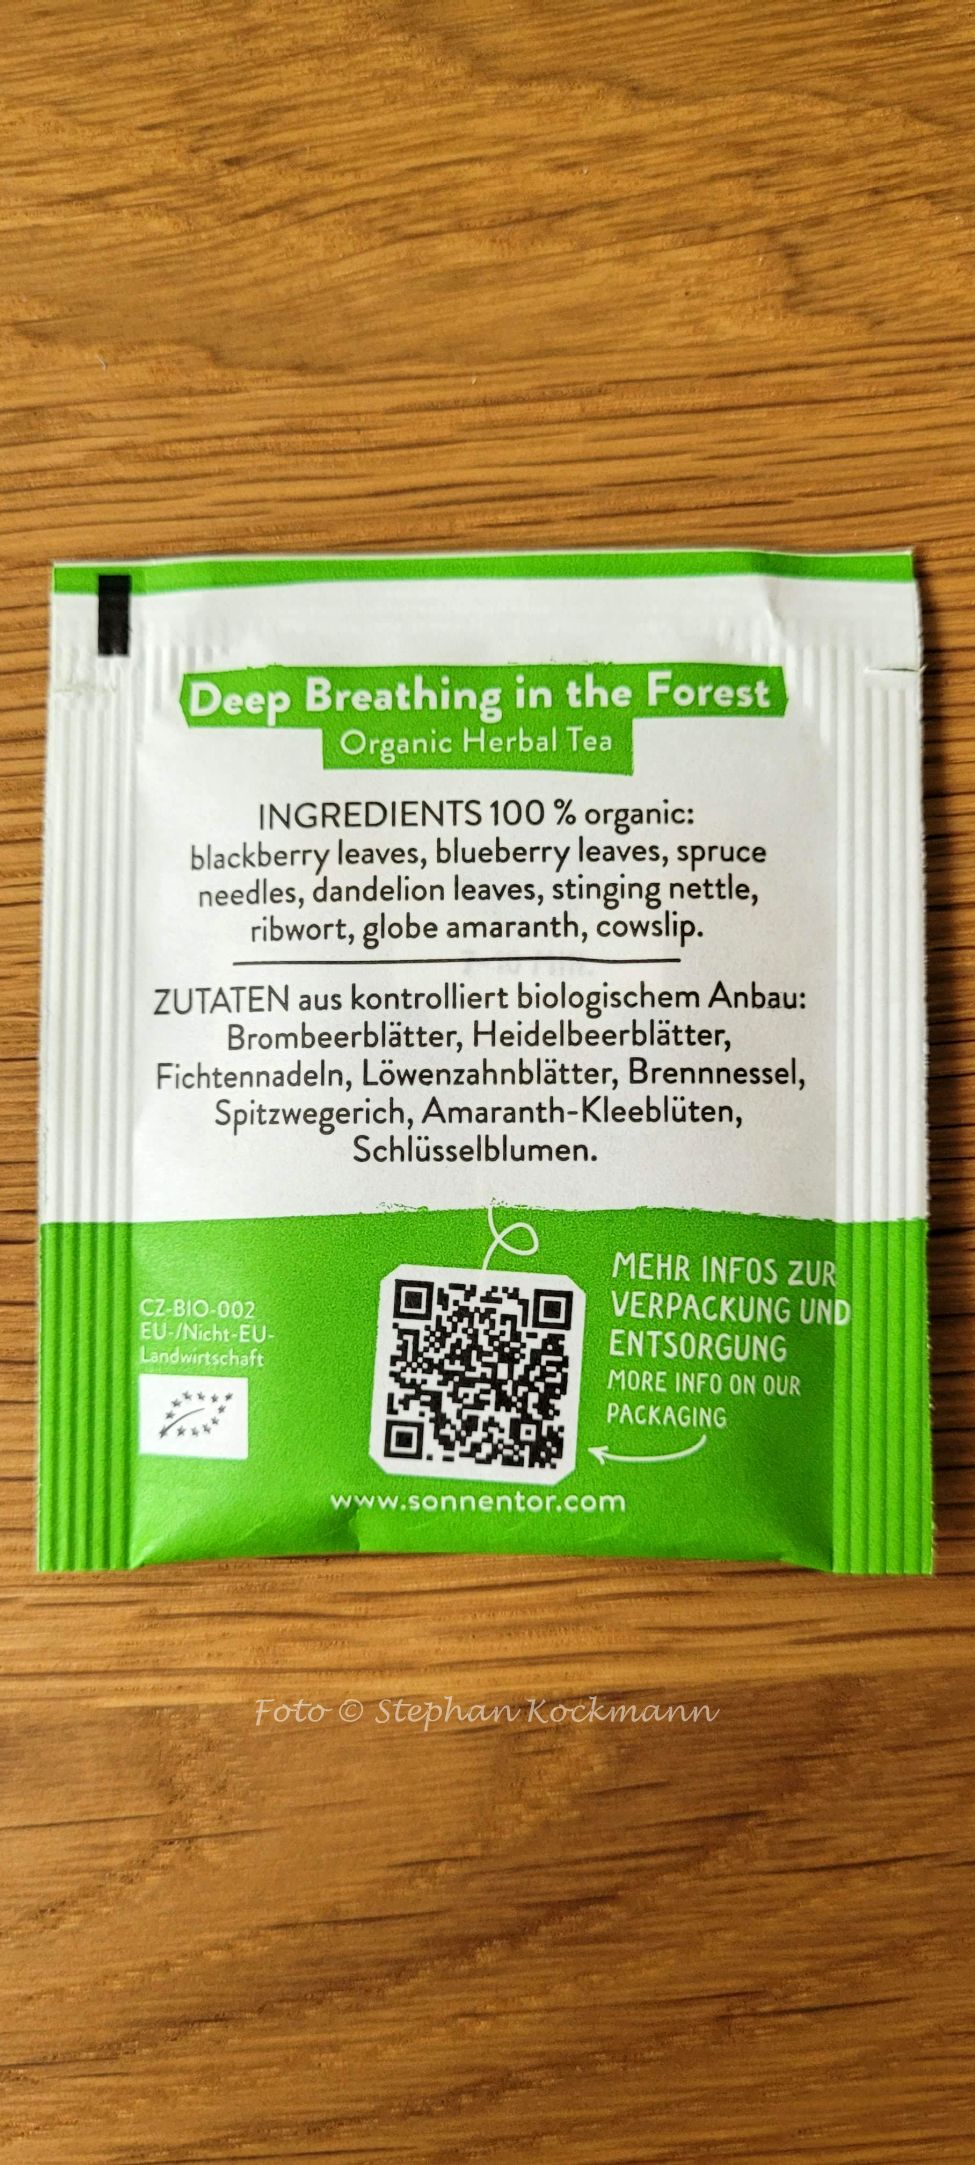 Deep Breathing in the Forest
Organic Herbal Tea
INGREDIENTS 100 % organic:
blackberry leaves, blueberry leaves, spruce
needles, dandelion leaves, stinging nettle,
ribwort, globe amaranth, cowslip.
ZUTATEN aus kontrolliert biologischem Anbau:
Brombeerblätter, Heidelbeerblätter,
Fichtennadeln, Löwenzahnblätter, Brennnessel,
Spitzwegerich, Amaranth-Kleeblüten,
Schlüsselblumen.
CZ-BIO-002
EU-/Nicht-EU-
Landwirtschaft
MEHR INFOS ZUR
VERPACKUNG UND
ENTSORGUNG
MORE INFO ON OUR
PACKAGING
www.sonnentor.com
Foto © Stephan Kockmann